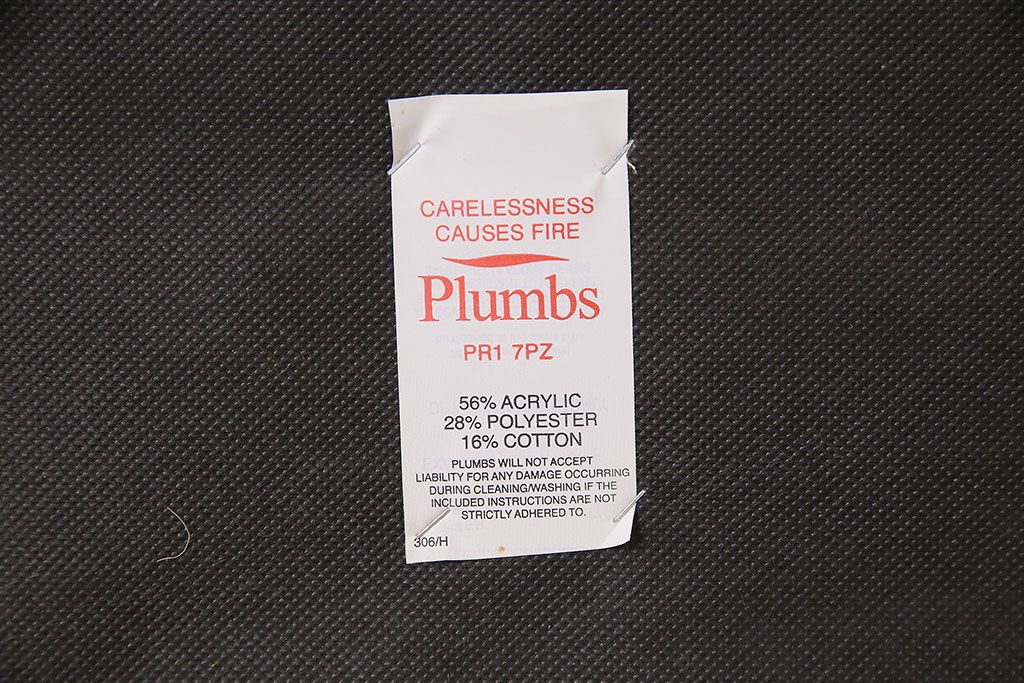 CARELESSNESS
CAUSES FIRE
Plumbs
PR1 7PZ
56% ACRYLIC
28% POLYESTER
16% COTTON
PLUMBS WILL NOT ACCEPT
LIABILITY FOR ANY DAMAGE OCCURRING
DURING CLEANING/WASHING IF THE
INCLUDED INSTRUCTIONS ARE NOT
STRICTLY ADHERED TO.
306/H